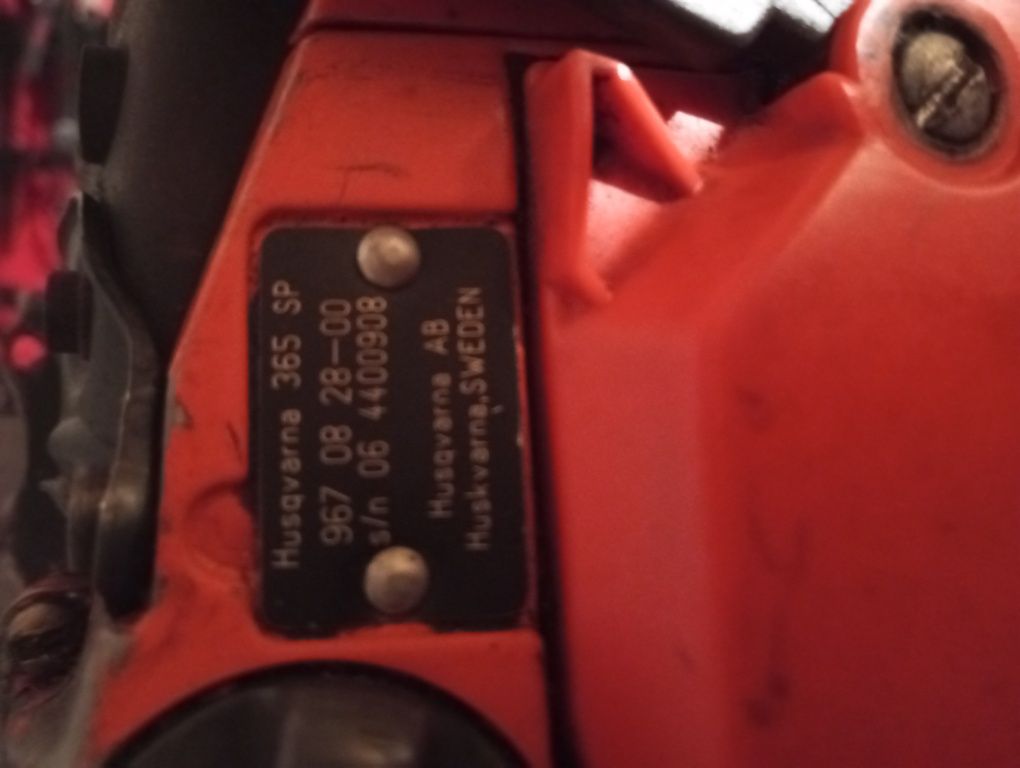 Husqvarna 365 SP
967 08 28-00
s/n 06 4400908
Husqvarna AB
Huskvarna,SWEDEN